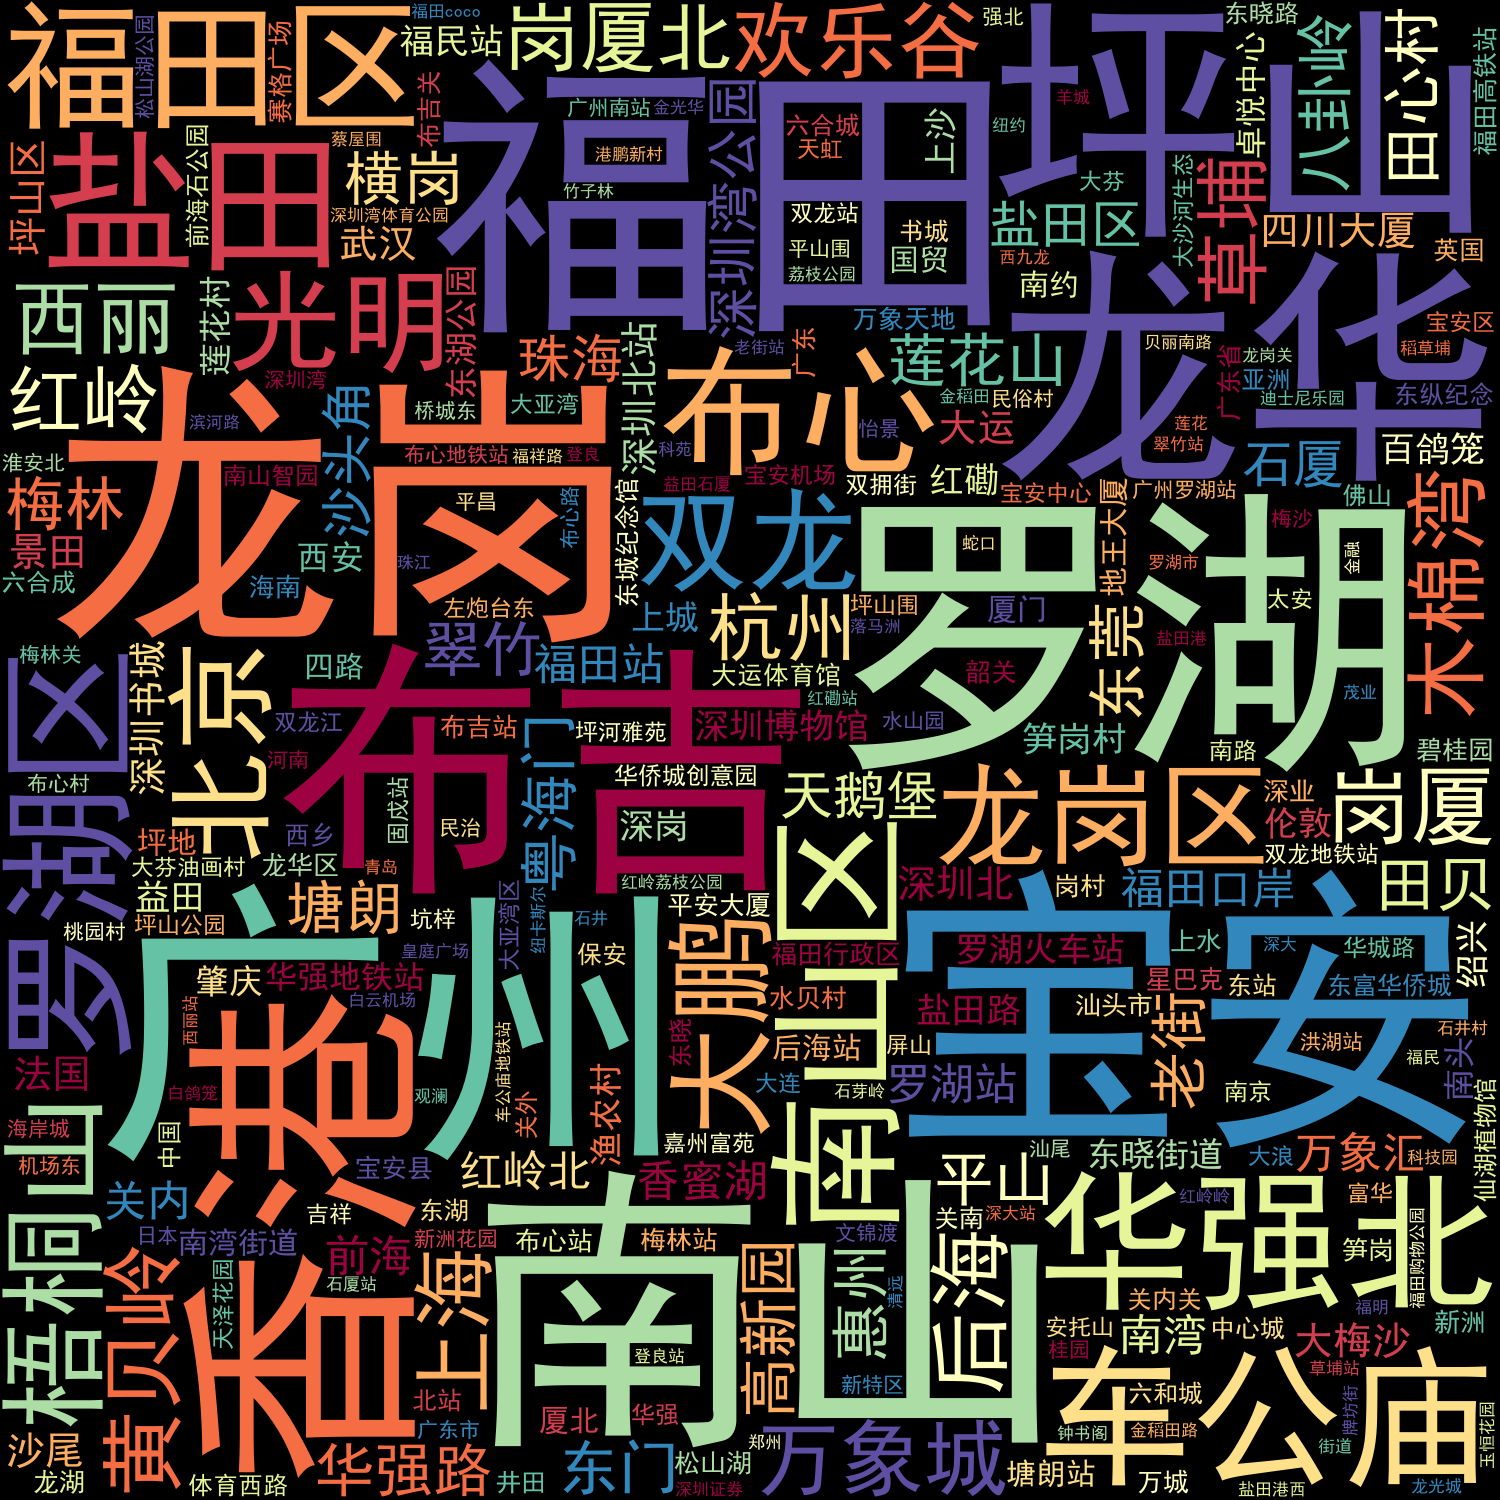 福田区
福田coco
松山湖公园
赛格广场
福民站
岗厦北
欢乐谷
强北
坪山
东晓路
八卦岭
卓悦中心
田心村
福田高铁站
福田
盐田
横岗
蔡屋围
布吉关
广州南站
金光华
深圳湾公园
六合城
天虹
上沙
羊城
纽约
港鹏新村
竹子林
坪山区
前海石公园
深圳湾体育公园
武汉
双龙站
平山围
荔枝公园
书城
国贸
盐田区
大芬
大沙河生态
草埔
四川大厦
英国
西九龙
南约
西丽
莲花村
光明
东湖公园
老街站
万象天地
龙华
贝丽南路
宝安区
稻草埔
红岭
深圳湾
滨河路
龙岗
沙头角
桥城东
大亚湾
珠海
深圳北站
布心
广东
莲花山
金稻田
民俗村
大运
怡景
广东省
龙岗关
亚洲
迪士尼乐园
东纵纪念
莲花
翠竹站
石厦
百鸽笼
淮安北
梅林
南山智园
布心地铁站
福祥路
登良
科苑
益田石厦
宝安机场
双拥街
红磡
宝安中心
广州罗湖站
佛山
木棉湾
景田
西安
平昌
布心路
东城纪念馆
双龙
罗湖
蛇口
地王大厦
罗湖市
梅沙
金融
六合成
海南
珠江
左炮台东
上城
杭州
坪山围
落马洲
厦门
太安
盐田港
东莞
梅林关
罗湖区
深圳书城
北京
四路
翠竹
福田站
布吉
大运体育馆
红磡站
韶关
茂业
双龙江
布吉站
粤海门
坪河雅苑
深圳博物馆
水山园
笋岗村
南路
碧桂园
布心村
河南
固戍站
华侨城创意园
天鹅堡
龙岗区
深业
岗厦
坪地
西乡
民治
深岗
伦敦
大芬油画村
龙华区
青岛
红岭荔枝公园
双龙地铁站
益田
塘朗
坑梓
大亚湾区
纽卡斯尔
石井
平安大厦
南山区
深圳北
岗村
福田口岸
田贝
桃园村
坪山公园
广州
皇庭广场
保安
大鹏
福田行政区
罗湖火车站
宝安
上水
深大
华城路
绍兴
肇庆
华强地铁站
白云机场
水贝村
盐田路
汕头市
星巴克
东站
东富华侨城
西丽站
香港
法国
白鸽笼
观澜
车公庙地铁站
关外
渔农村
东晓
后海站
屏山
老街
洪湖站
石井村
福民
南头
大连
石芽岭
罗湖站
南京
梧桐山
海岸城
机场东
中国
宝安县
红岭北
嘉州富苑
汕尾
东晓街道
大浪
万象汇
科技园
仙湖植物馆
关内
吉祥
东湖
香蜜湖
平山
红岭岭
富华
日本
南湾街道
前海
新洲花园
布心站
梅林站
文锦渡
关南
深大站
华强北
笋岗
福田购物公园
黄贝岭
天泽花园
石厦站
上海
南山
高新园
惠州
清远
后海
关内关
福明
安托山
南湾
中心城
大梅沙
新洲
登良站
新特区
桂园
车公庙
草埔站
沙尾
北站
厦北
华强
六和城
牌坊街
玉恒花园
广东市
郑州
钟书阁
金稻田路
街道
龙湖
体育西路
华强路
井田
东门
松山湖
深圳证券
万象城
塘朗站
万城
盐田港西
龙光城